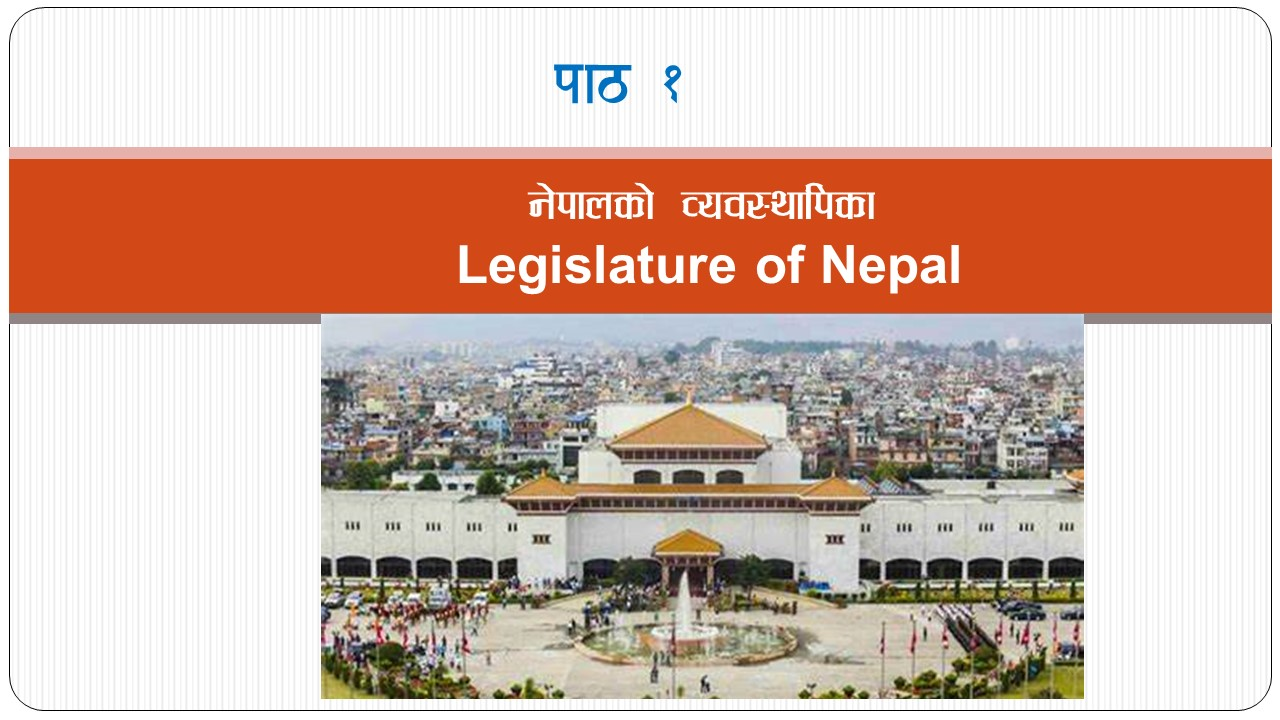 पाठ १
नेपालको व्यवस्थापिका
Legislature of Nepal